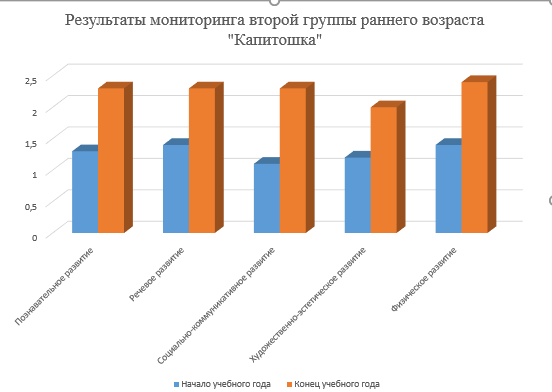 Результаты мониторинга второй группы раннего возраста
"Капитошка"
2,5
2
1,5
1
0,5
0
Познавательное развитие
Речевое развитие
Социально-коммуникативное развитие
Художественно-эстетическое развитие
Физическое развитие
Начало учебного года Конец учебного года